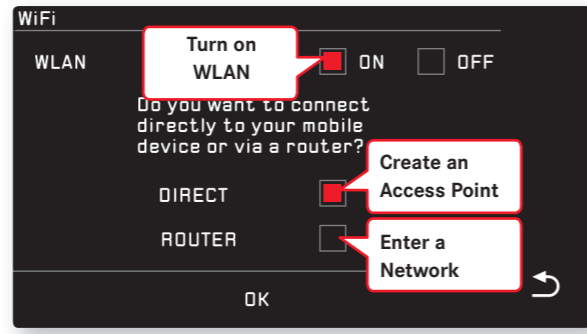 WiFi
WLAN
Turn on
WLAN
ON
OFF
Do you want to connect
directly to your mobile
device or via a router?
DIRECT
Create an
Access Point
ROUTER
Enter a
Network
OK